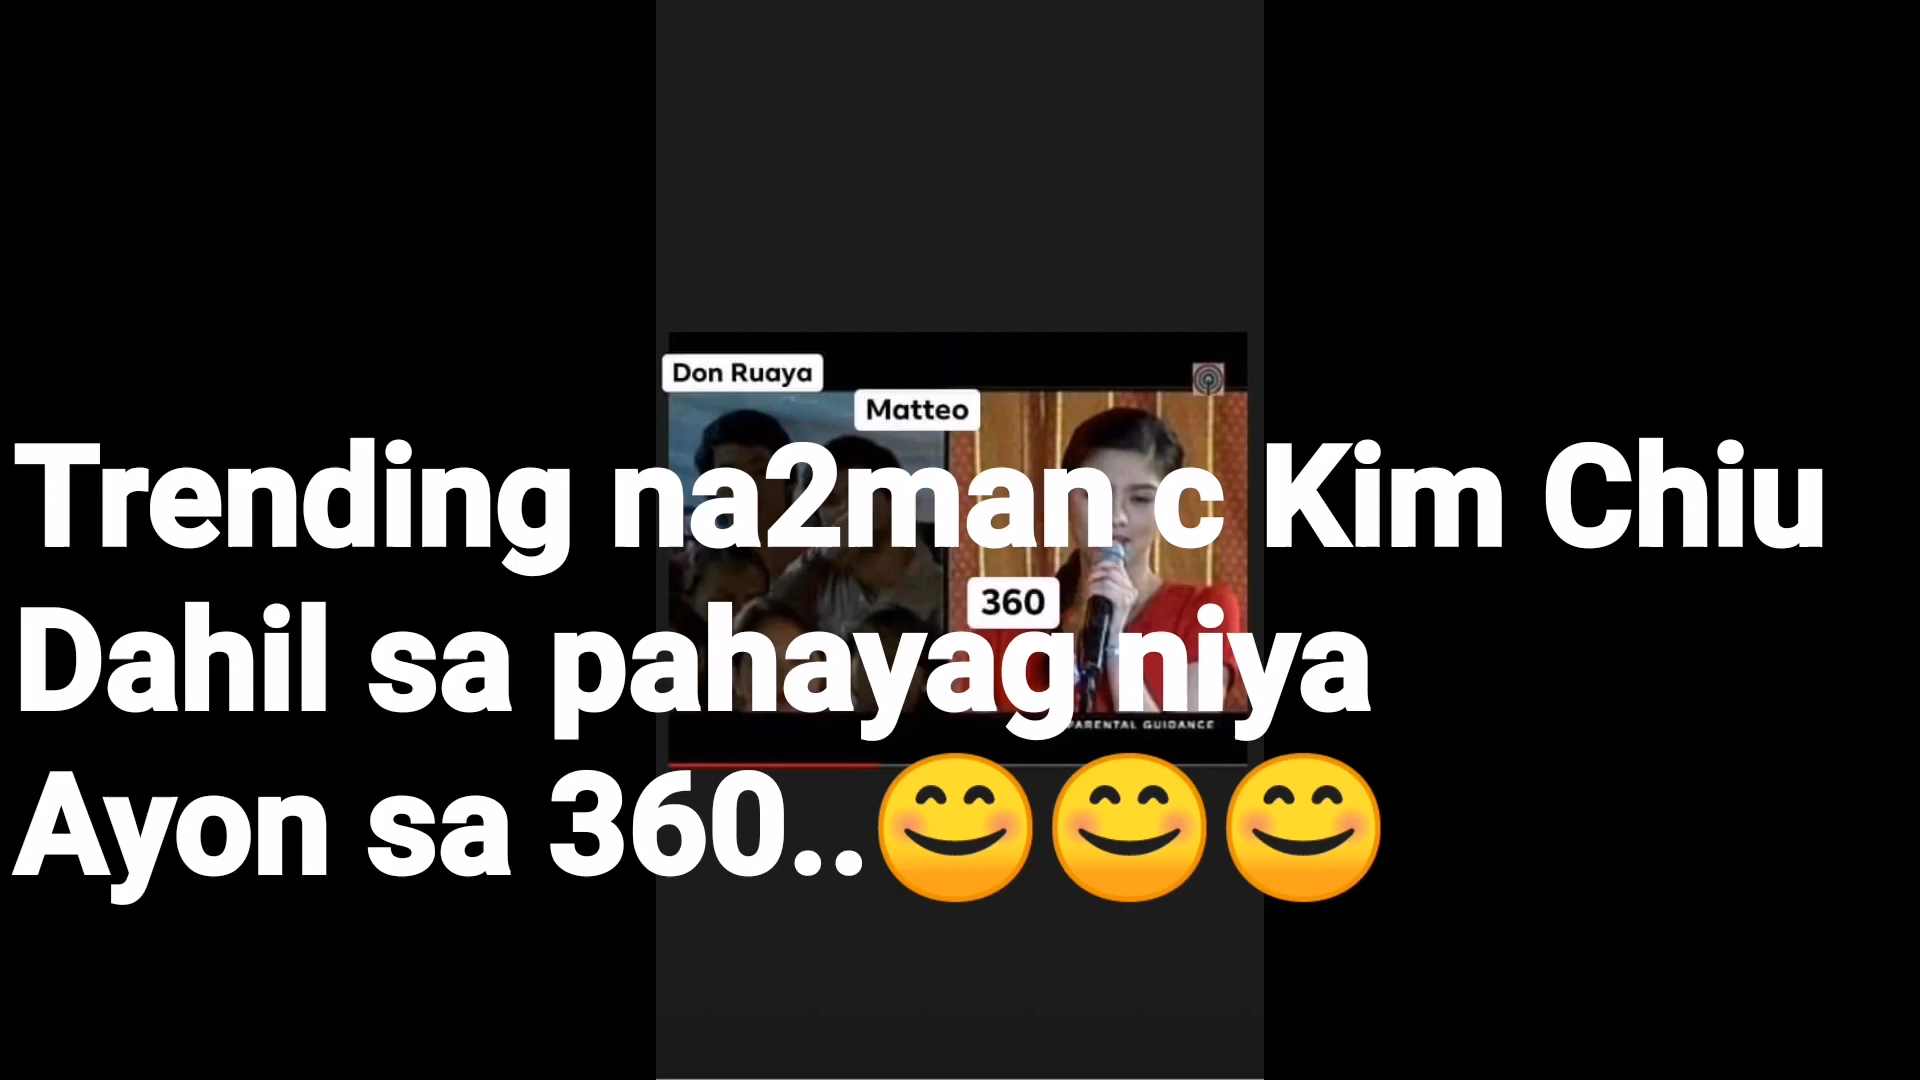 Don Ruaya
Matteo
Trending na2man c Kim Chiu
360
Dahil sa pahayag niya
PARENTAL GUIDANCE
Ayon sa 360..😊😊😊